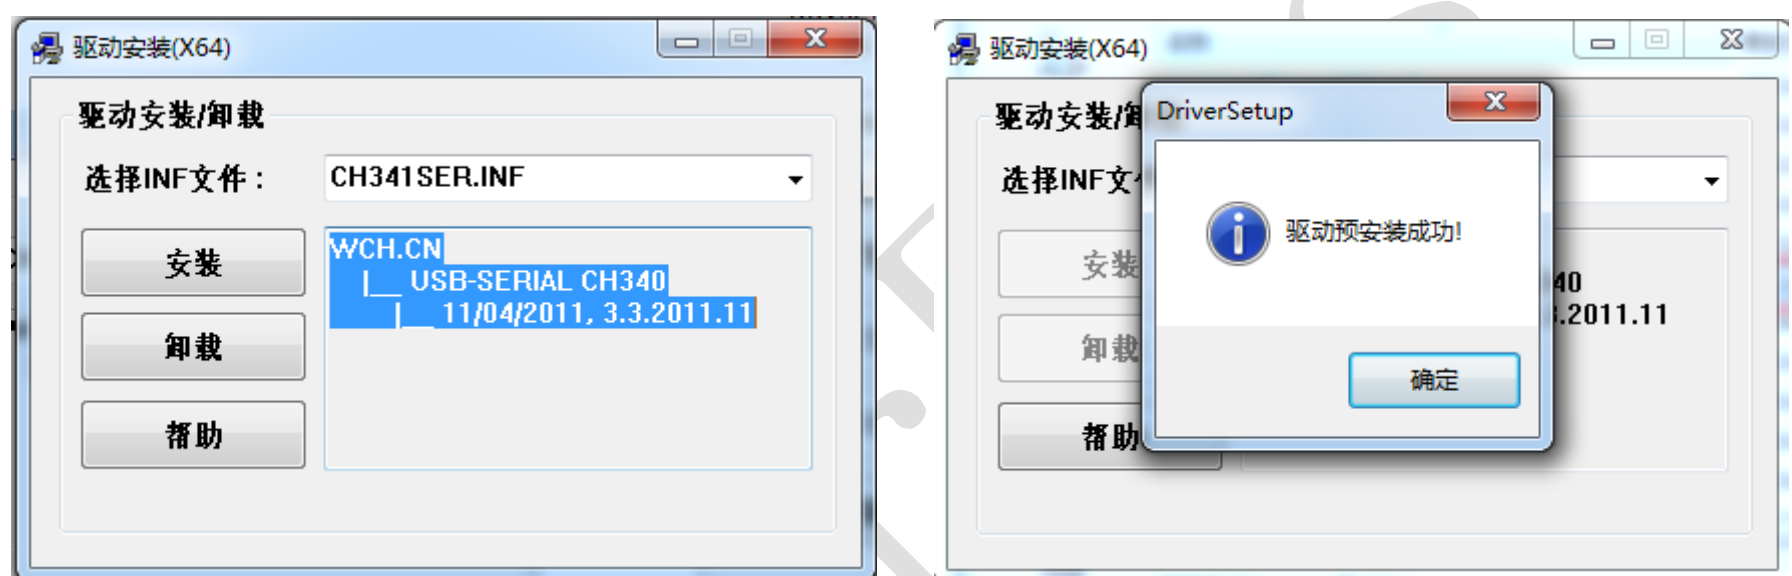 驱动安装(X64)
驱动安装/卸载
选择INF文件：
CH341SER.INF
安装
WCH.CN
|__ USB-SERIAL CH340
|__ 11/04/2011, 3.3.2011.11
卸载
帮助
驱动安装(X64)
驱动安装/
DriverSetup
选择INF文
驱动预安装成功!
安装
40
.2011.11
卸载
确定
帮助